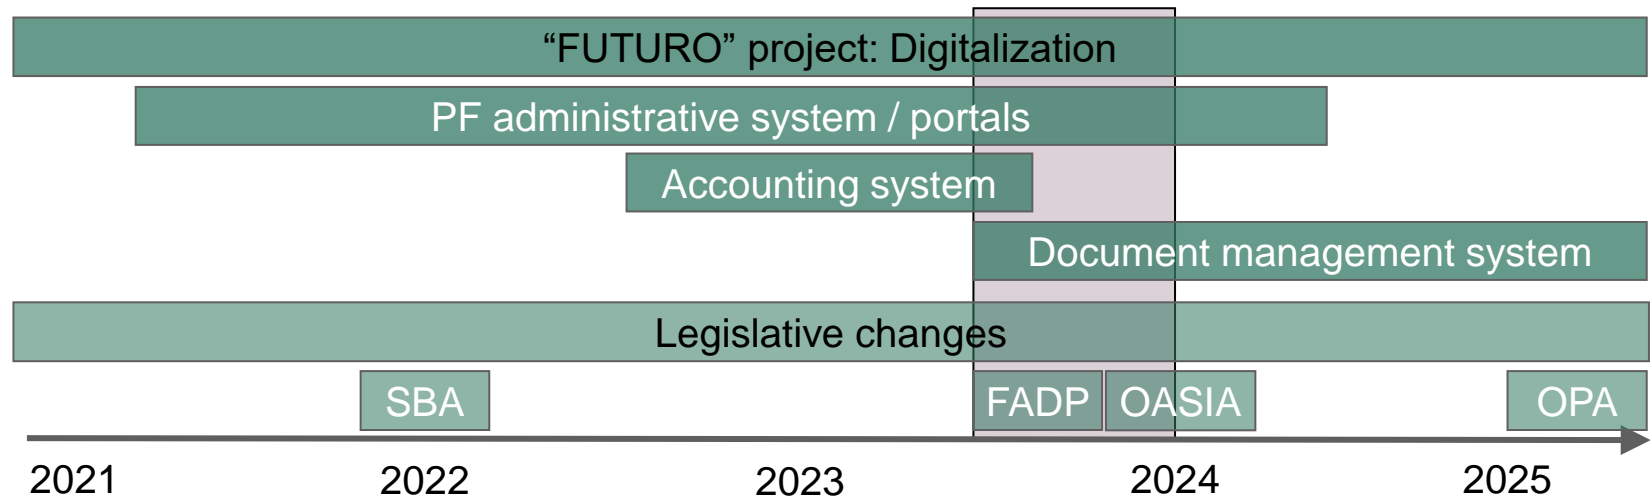 “FUTURO” project: Digitalization
PF administrative system / portals
Accounting system
Document management system
Legislative changes
SBA
FADP
OASIA
OPA
2021
2022
2023
2024
2025